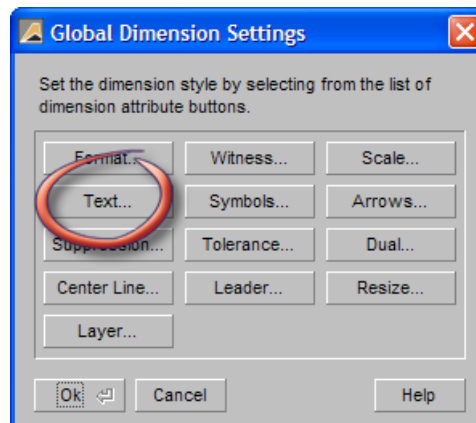 Global Dimension Settings
Set the dimension style by selecting from the list of
dimension attribute buttons.
Format... Witness... Scale...
Text... Symbols... Arrows...
Suppression... Tolerance... Dual...
Center Line... Leader... Resize...
Layer...
Ok Cancel Help